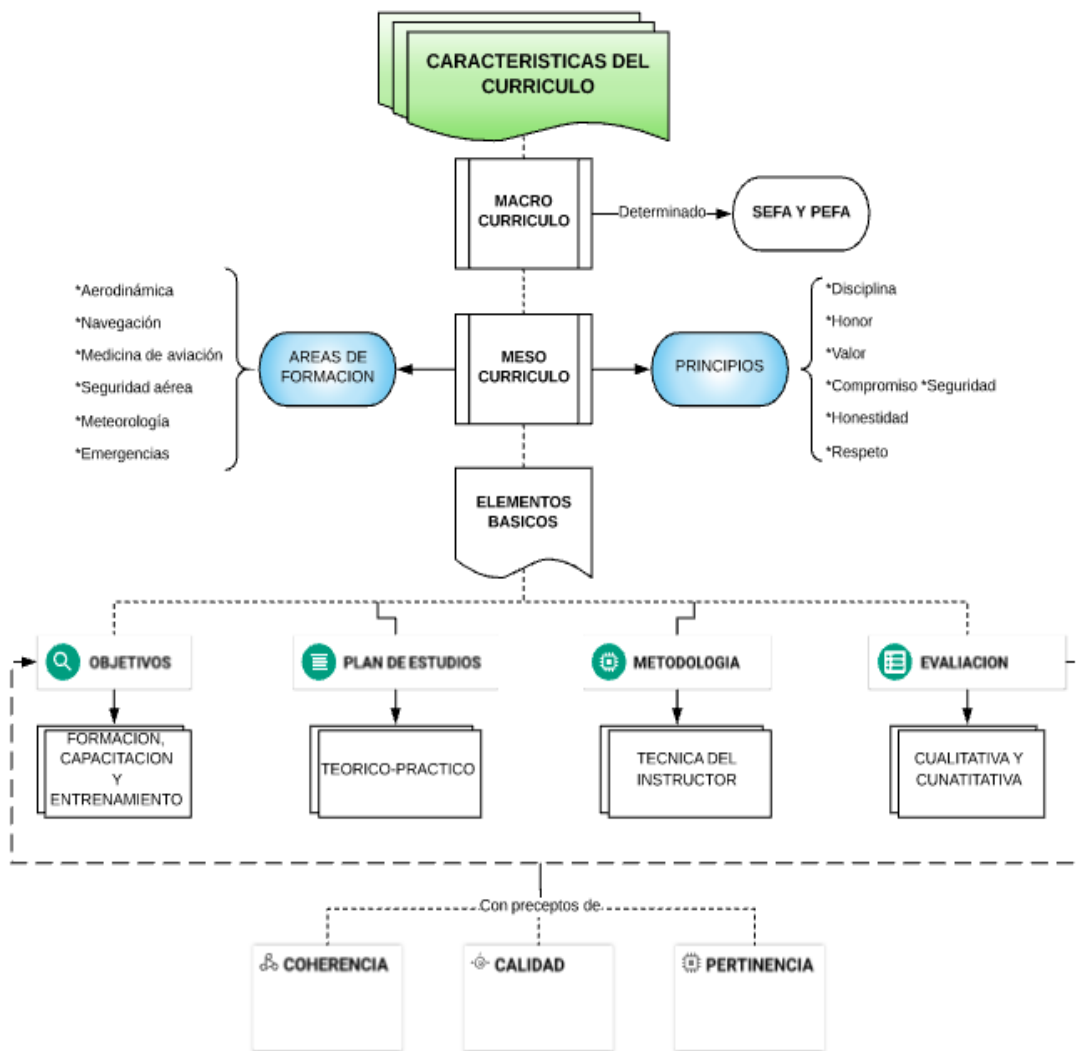 CARACTERISTICAS DEL
CURRICULO
MACRO
CURRICULO
Determinado
SEFA Y PEFA
*Aerodinámica
*Navegación
*Medicina de aviación
*Seguridad aérea
*Meteorología
*Emergencias
AREAS DE
FORMACION
MESO
CURRICULO
PRINCIPIOS
*Disciplina
*Honor
*Valor
*Compromiso *Seguridad
*Honestidad
*Respeto
ELEMENTOS
BASICOS
OBJETIVOS
PLAN DE ESTUDIOS
METODOLOGIA
EVALIACION
FORMACION,
CAPACITACION
Y
ENTRENAMIENTO
TEORICO-PRACTICO
TECNICA DEL
INSTRUCTOR
CUALITATIVA Y
CUNATITATIVA
Con preceptos de
COHERENCIA
CALIDAD
PERTINENCIA